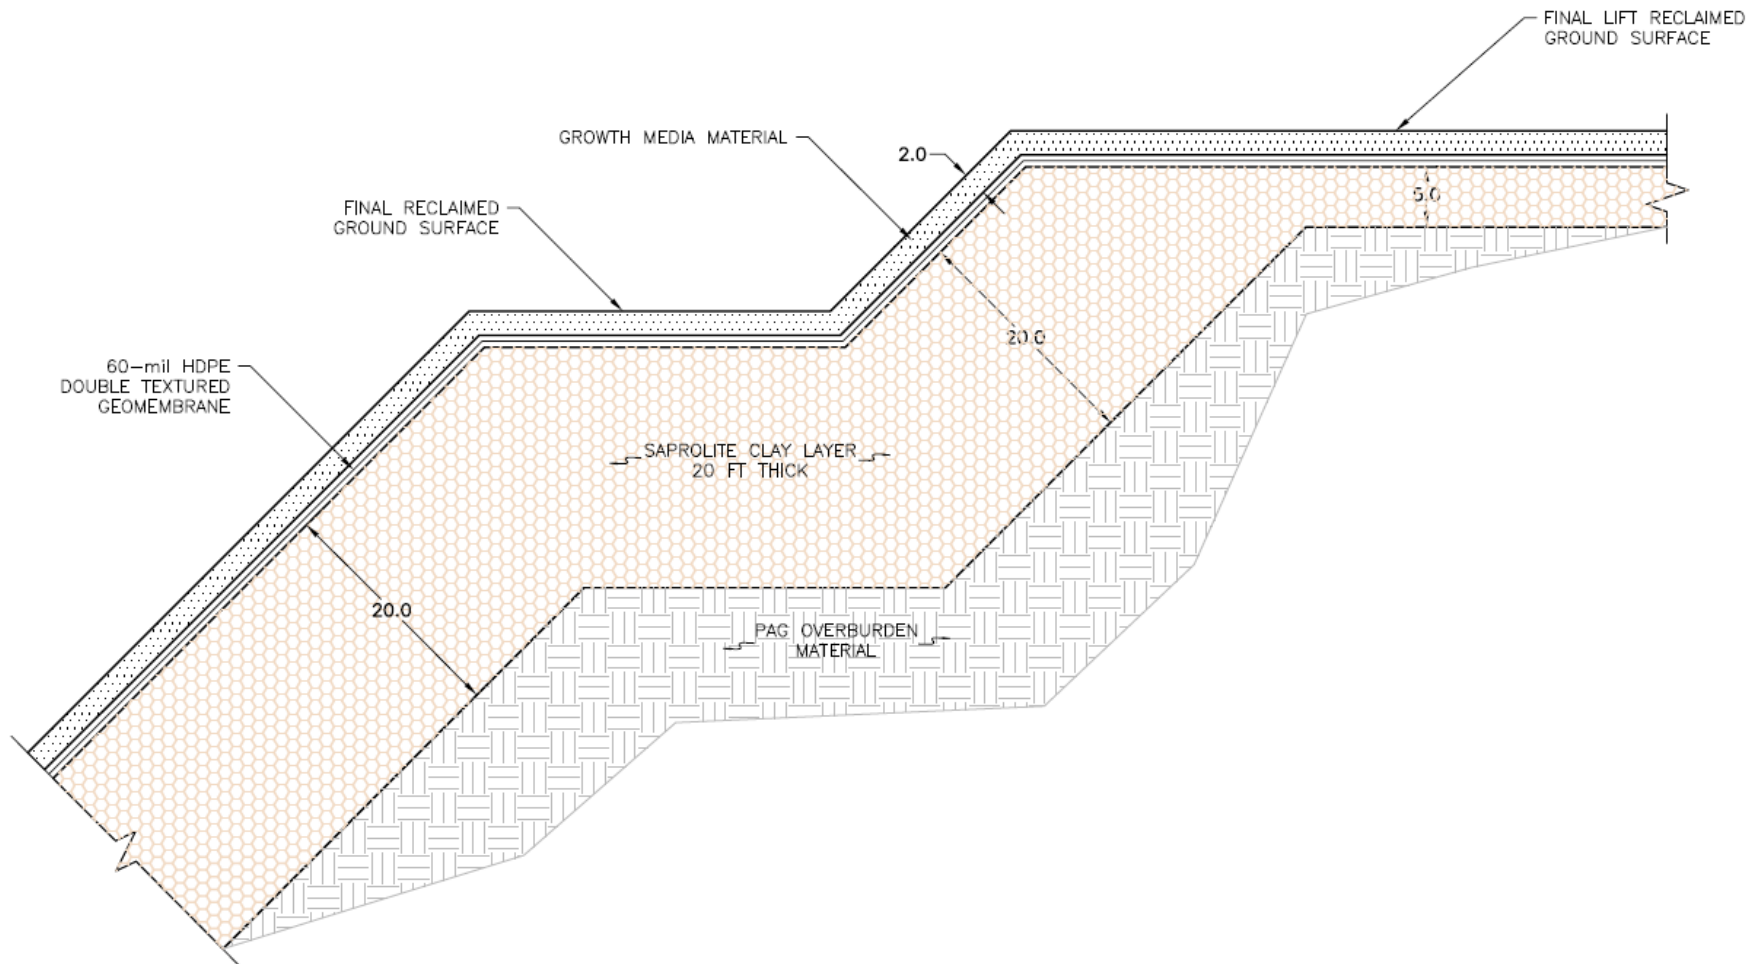 FINAL LIFT RECLAIMED
GROUND SURFACE
GROWTH MEDIA MATERIAL
2.0
5.0
FINAL RECLAIMED
GROUND SURFACE
20.0
60-mil HDPE
DOUBLE TEXTURED
GEOMEMBRANE
SAPROLITE CLAY LAYER
20 FT THICK
20.0
PAG OVERBURDEN
MATERIAL